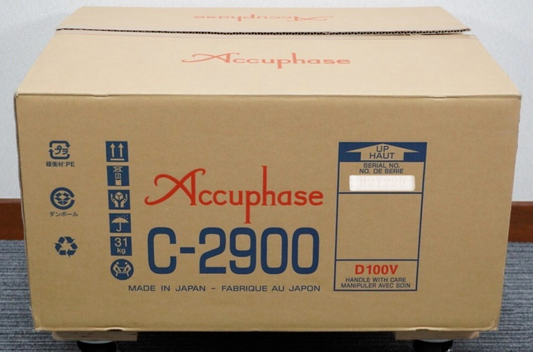 Accuphase
Accuphase
緩衝材:PE
ダンボール
31
kg
Accuphase
C-2900
MADE IN JAPAN - FABRIQUE AU JAPON
UP
HAUT
SERIAL NO.
NO. DE SERIE
D100V
HANDLE WITH CARE
MANIPULER AVEC SOIN